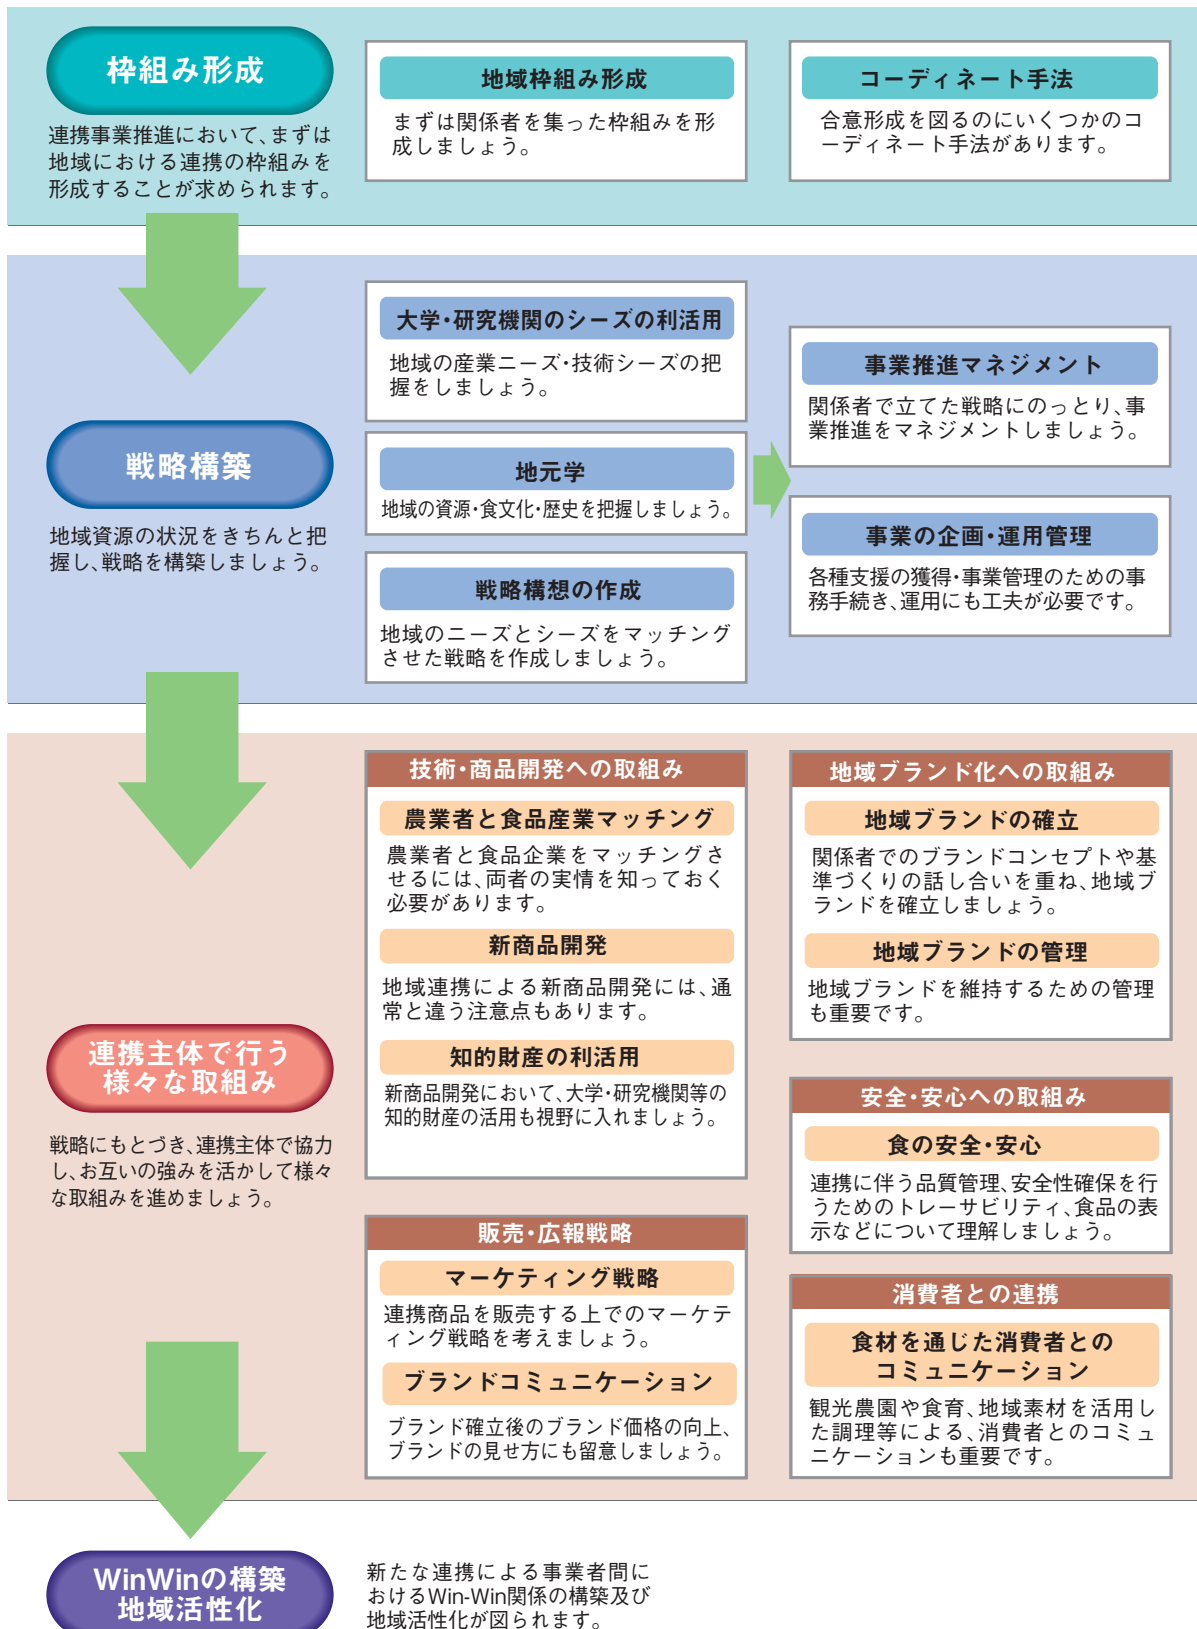 枠組み形成
連携事業推進において、まずは
地域における連携の枠組みを
形成することが求められます。
地域枠組み形成
まずは関係者を集った枠組みを形
成しましょう。
コーディネート手法
合意形成を図るのにいくつかのコ
ーディネート手法があります。
戦略構築
地域資源の状況をきちんと把
握し、戦略を構築しましょう。
大学・研究機関のシーズの利活用
地域の産業ニーズ・技術シーズの把
握をしましょう。
地元学
地域の資源・食文化・歴史を把握しましょう。
戦略構想の作成
地域のニーズとシーズをマッチング
させた戦略を作成しましょう。
事業推進マネジメント
関係者で立てた戦略にのっとり、事
業推進をマネジメントしましょう。
事業の企画・運用管理
各種支援の獲得・事業管理のための事
務手続き、運用にも工夫が必要です。
連携主体で行う
様々な取組み
戦略にもとづき、連携主体で協力
し、お互いの強みを活かして様々
な取組みを進めましょう。
技術・商品開発への取組み
農業者と食品産業マッチング
農業者と食品企業をマッチングさ
せるには、両者の実情を知っておく
必要があります。
新商品開発
地域連携による新商品開発には、通
常と違う注意点もあります。
知的財産の利活用
新商品開発において、大学・研究機関等の
知的財産の活用も視野に入れましょう。
販売・広報戦略
マーケティング戦略
連携商品を販売する上でのマーケテ
ィング戦略を考えましょう。
ブランドコミュニケーション
ブランド確立後のブランド価格の向上、
ブランドの見せ方にも留意しましょう。
地域ブランド化への取組み
地域ブランドの確立
関係者でのブランドコンセプトや基
準づくりの話し合いを重ね、地域ブ
ランドを確立しましょう。
地域ブランドの管理
地域ブランドを維持するための管理
も重要です。
安全・安心への取組み
食の安全・安心
連携に伴う品質管理、安全性確保を行
うためのトレーサビリティ、食品の表
示などについて理解しましょう。
消費者との連携
食材を通じた消費者との
コミュニケーション
観光農園や食育、地域素材を活用し
た調理等による、消費者とのコミュ
ニケーションも重要です。
WinWinの構築
地域活性化
新たな連携による事業者間に
おけるWin-Win関係の構築及び
地域活性化が図られます。